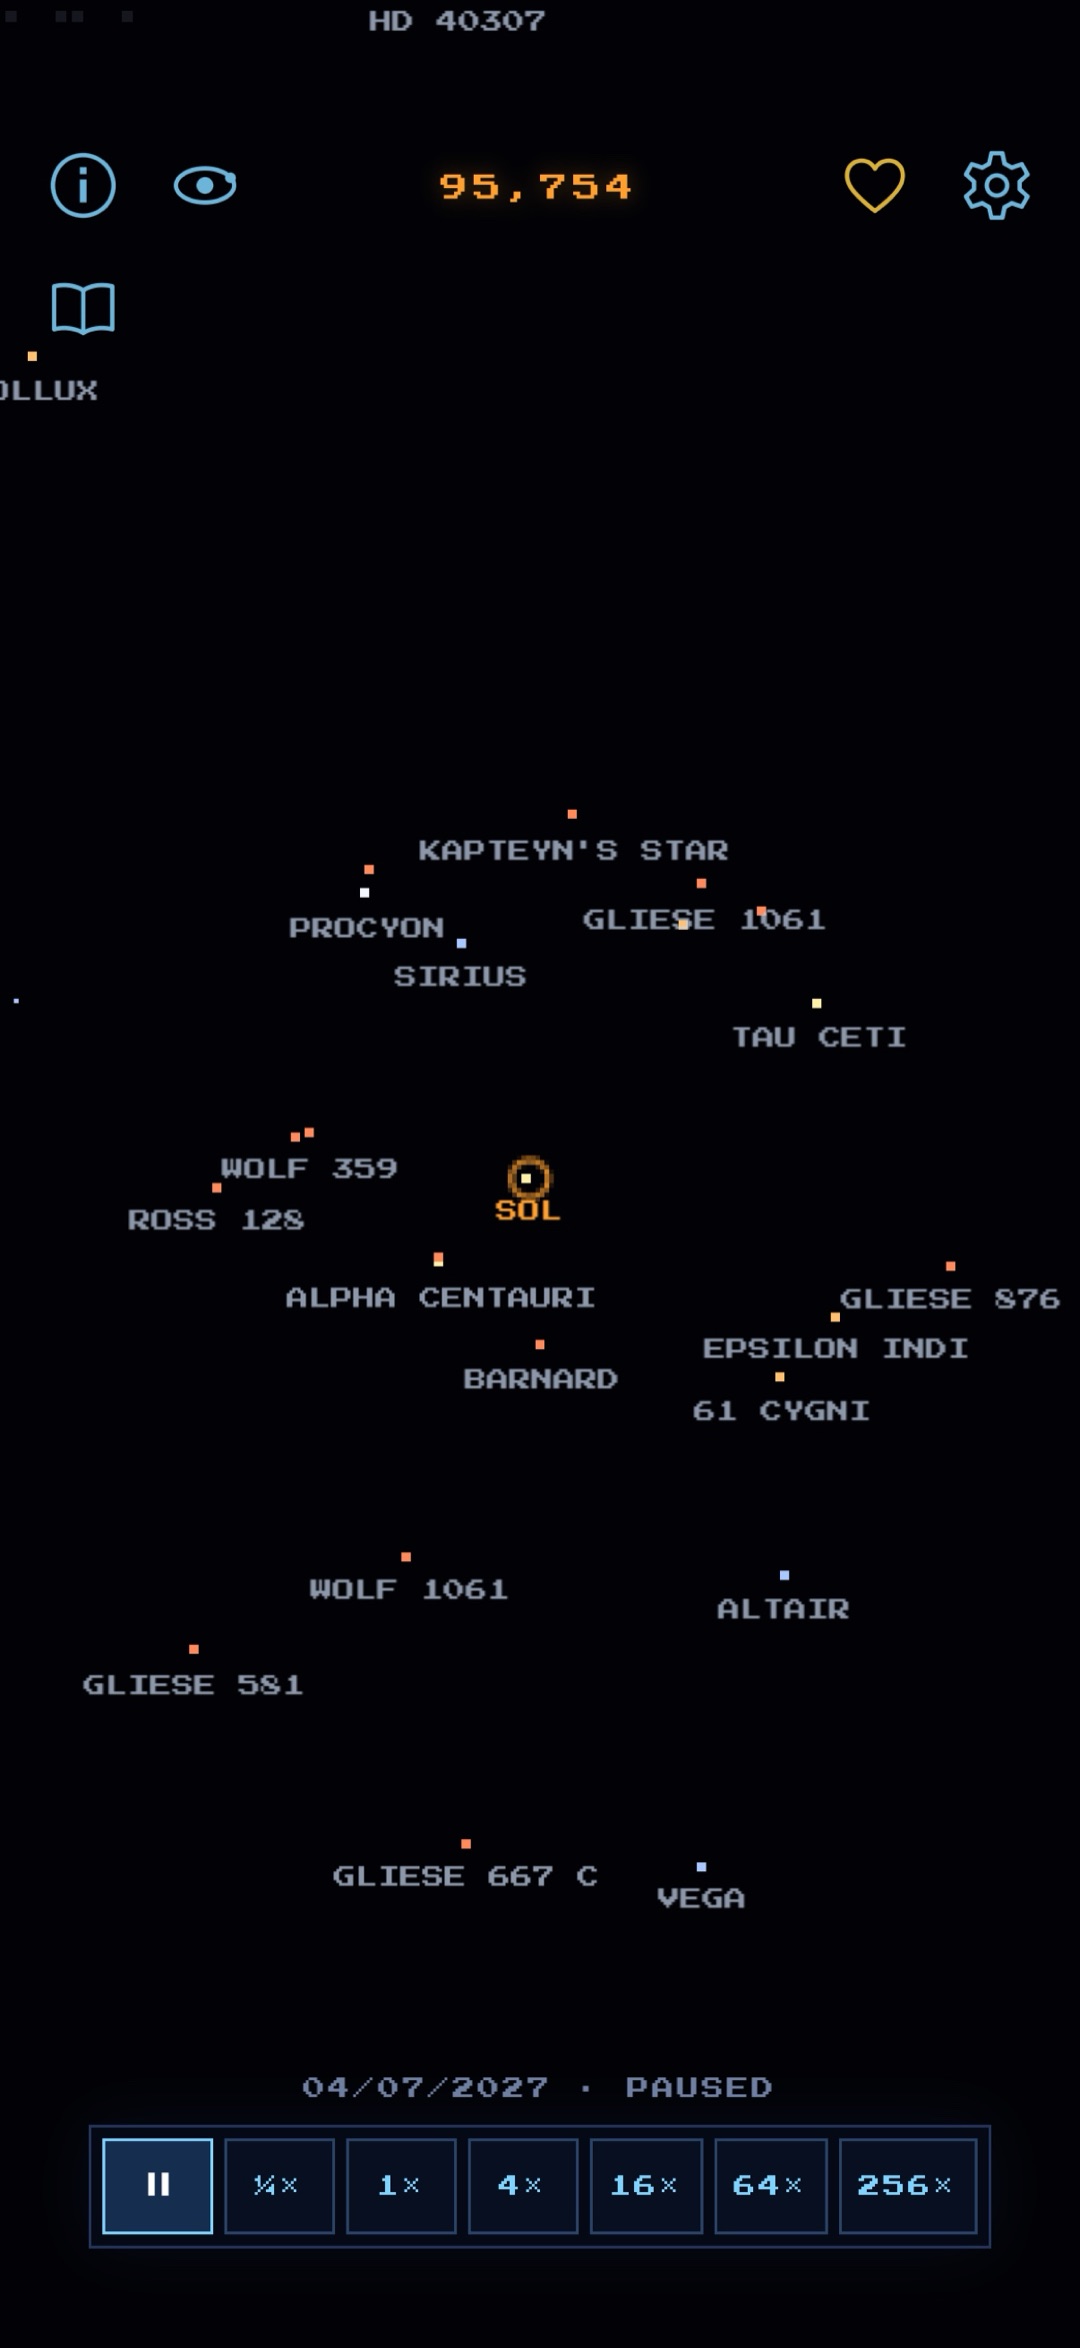 HD 40307
95,754
OLLUX
KAPTEYN'S STAR
PROCYON
GLIESE 1061
SIRIUS
TAU CETI
WOLF 359
SOL
ROSS 128
ALPHA CENTAURI
GLIESE 876
EPSILON INDI
BARNARD
61 CYGNI
WOLF 1061
ALTAIR
GLIESE 581
GLIESE 667 C
VEGA
04/07/2027 · PAUSED
¼× 1× 4× 16× 64× 256×